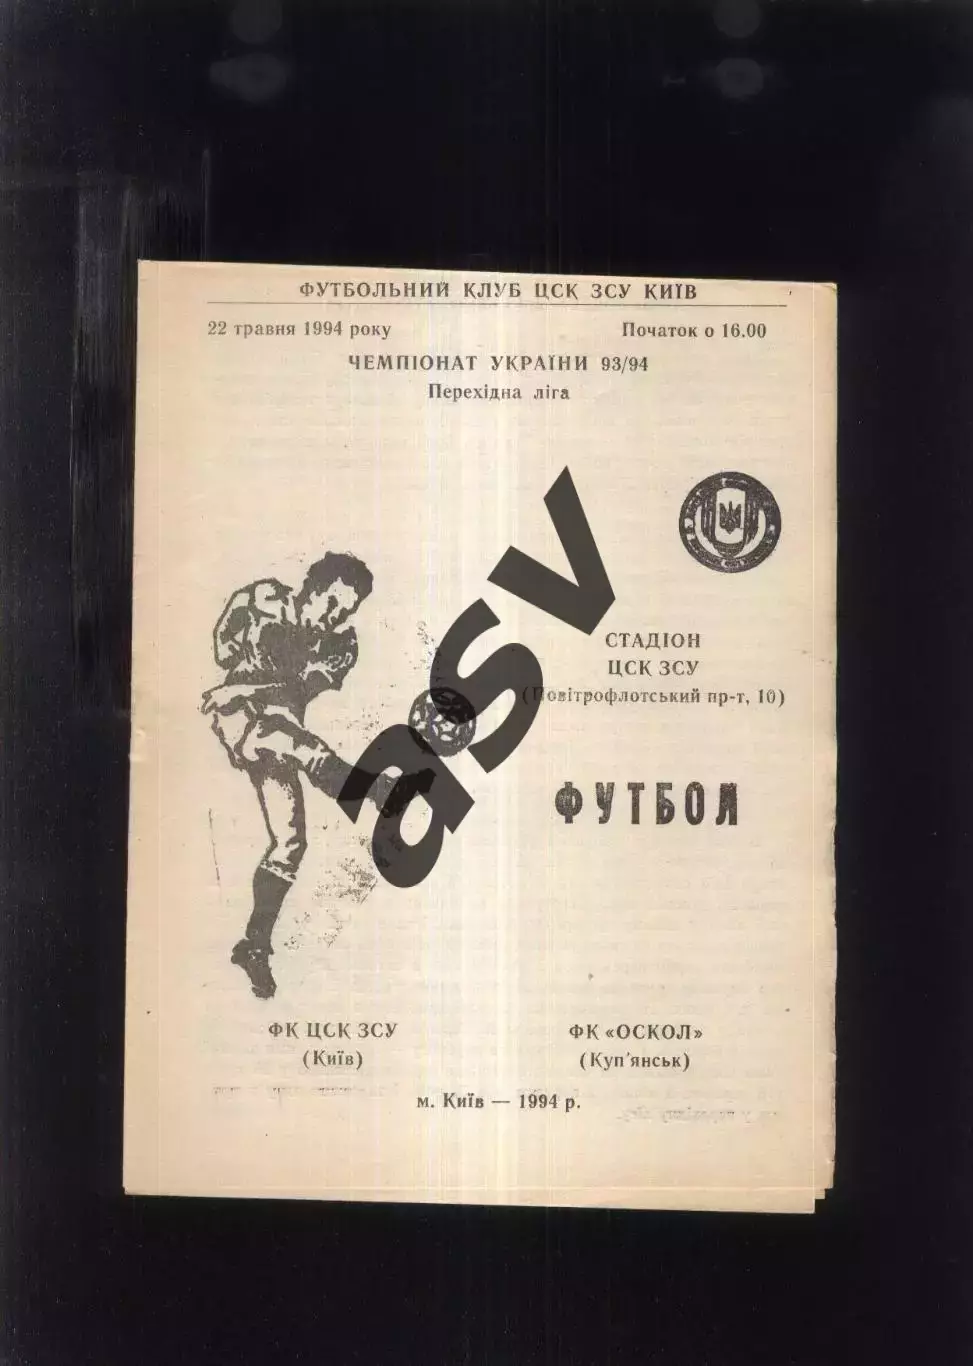 ФУТБОЛЬНИЙ КЛУБ ЦСК ЗСУ КИЇВ
22 травня 1994 року
Початок о 16.00
ЧЕМПІОНАТ УКРАЇНИ 93/94
Перехідна ліга
asv
СТАДІОН
ЦСК ЗСУ
(Повітрофлотський пр-т, 10)
ФУТБОЛ
ФК ЦСК ЗСУ
(Київ)
ФК «ОСКОЛ»
(Куп'янськ)
м. Київ — 1994 р.